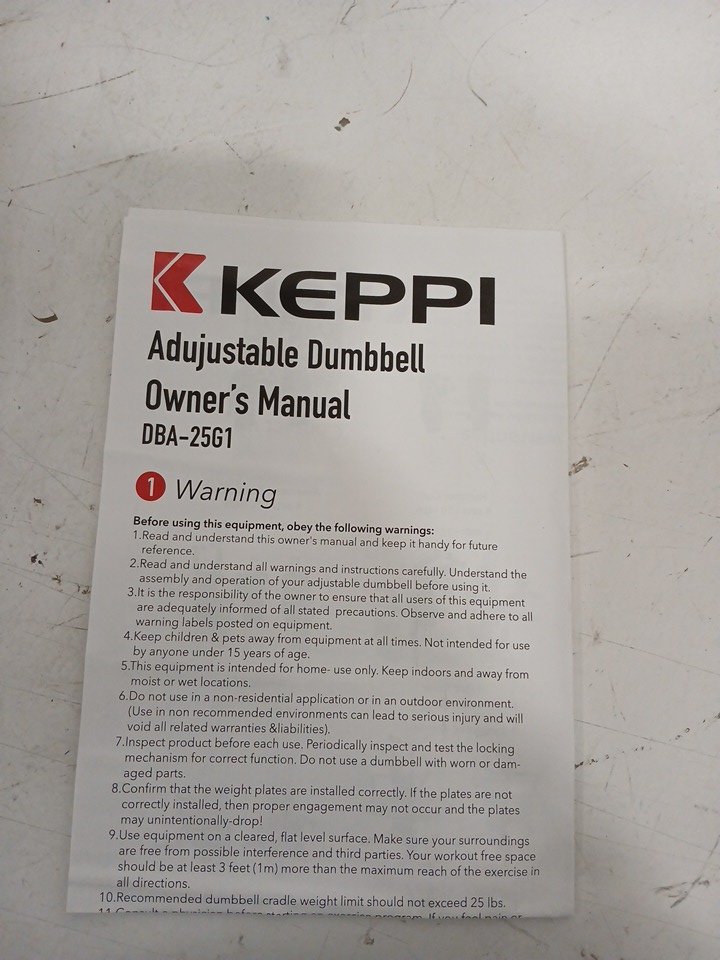 KEPPI
Adujustable Dumbbell
Owner's Manual
DBA-25G1
1 Warning
Before using this equipment, obey the following warnings:
1.Read and understand this owner's manual and keep it handy for future
reference.
2.Read and understand all warnings and instructions carefully. Understand the
assembly and operation of your adjustable dumbbell before using it.
3.It is the responsibility of the owner to ensure that all users of this equipment
are adequately informed of all stated precautions. Observe and adhere to all
warning labels posted on equipment.
4.Keep children & pets away from equipment at all times. Not intended for use
by anyone under 15 years of age.
5.This equipment is intended for home- use only. Keep indoors and away from
moist or wet locations.
6.Do not use in a non-residential application or in an outdoor environment.
(Use in non recommended environments can lead to serious injury and will
void all related warranties &liabilities).
7.Inspect product before each use. Periodically inspect and test the locking
mechanism for correct function. Do not use a dumbbell with worn or dam-
aged parts.
8.Confirm that the weight plates are installed correctly. If the plates are not
correctly installed, then proper engagement may not occur and the plates
may unintentionally-drop!
9.Use equipment on a cleared, flat level surface. Make sure your surroundings
are free from possible interference and third parties. Your workout free space
should be at least 3 feet (1m) more than the maximum reach of the exercise in
all directions.
10.Recommended dumbbell cradle weight limit should not exceed 25 lbs.
11.Consult a physician before starting an exercise program. If you feel pain or